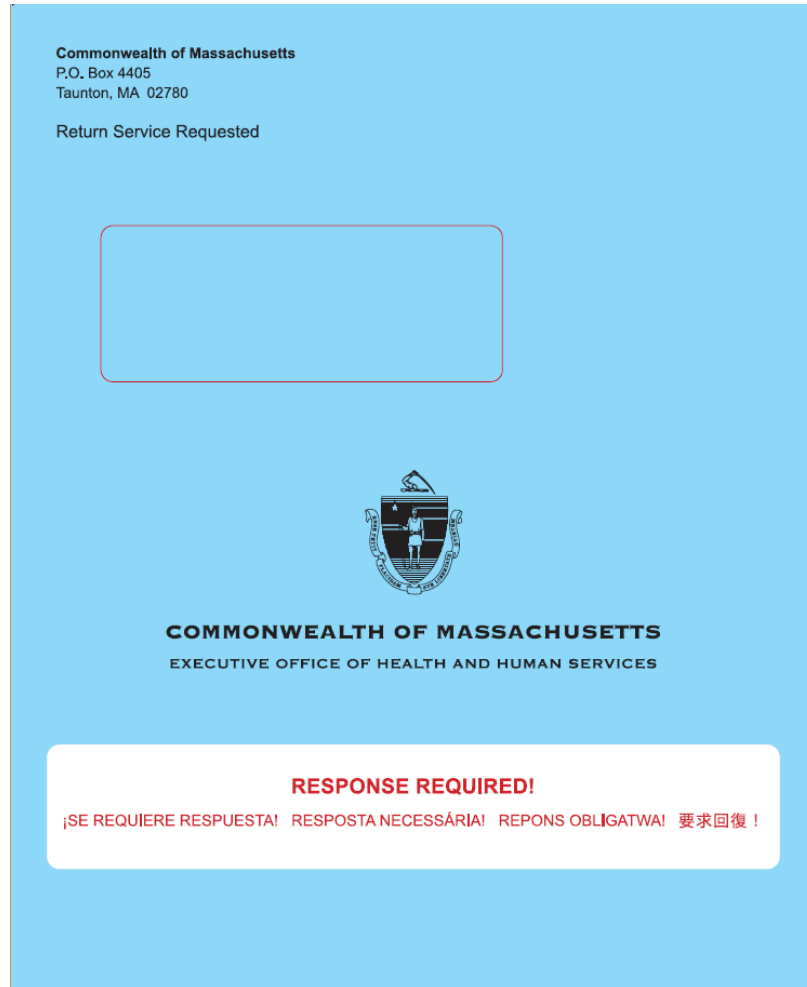 Commonwealth of Massachusetts
P.O. Box 4405
Taunton, MA 02780
Return Service Requested
COMMONWEALTH OF MASSACHUSETTS
EXECUTIVE OFFICE OF HEALTH AND HUMAN SERVICES
RESPONSE REQUIRED!
¡SE REQUIERE RESPUESTA! RESPOSTA NECESSÁRIA! REPONS OBLIGATWA! 要求回復！